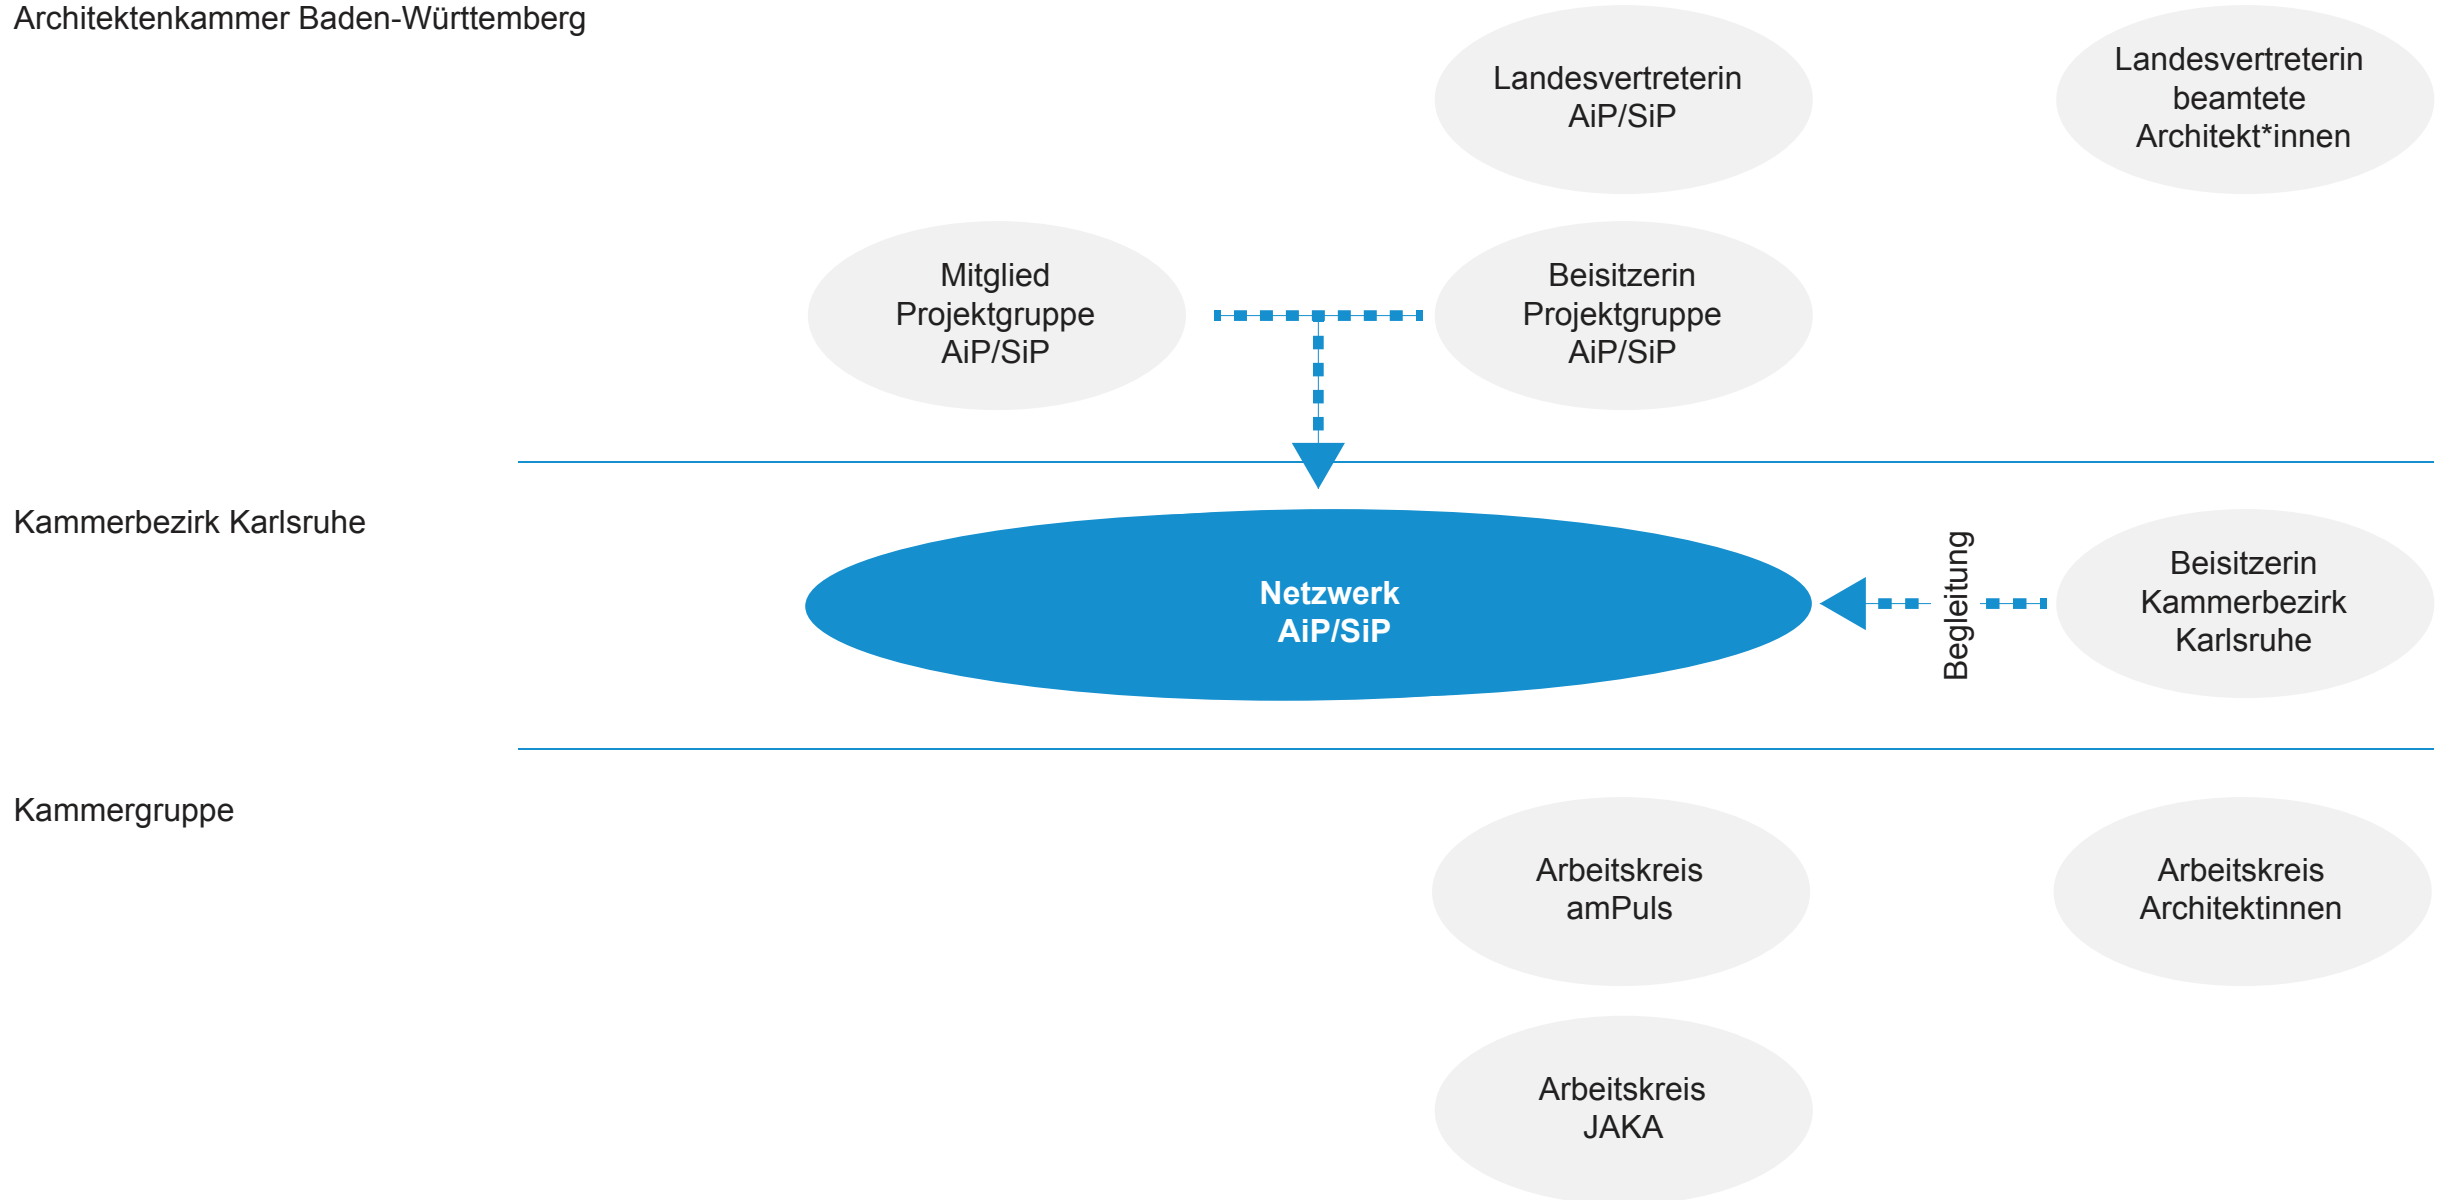 Architektenkammer Baden-Württemberg
Landesvertreterin
AiP/SiP
Landesvertreterin
beamtete
Architekt*innen
Mitglied
Projektgruppe
AiP/SiP
Beisitzerin
Projektgruppe
AiP/SiP
Kammerbezirk Karlsruhe
Netzwerk
AiP/SiP
Begleitung
Beisitzerin
Kammerbezirk
Karlsruhe
Kammergruppe
Arbeitskreis
amPuls
Arbeitskreis
Architektinnen
Arbeitskreis
JAKA